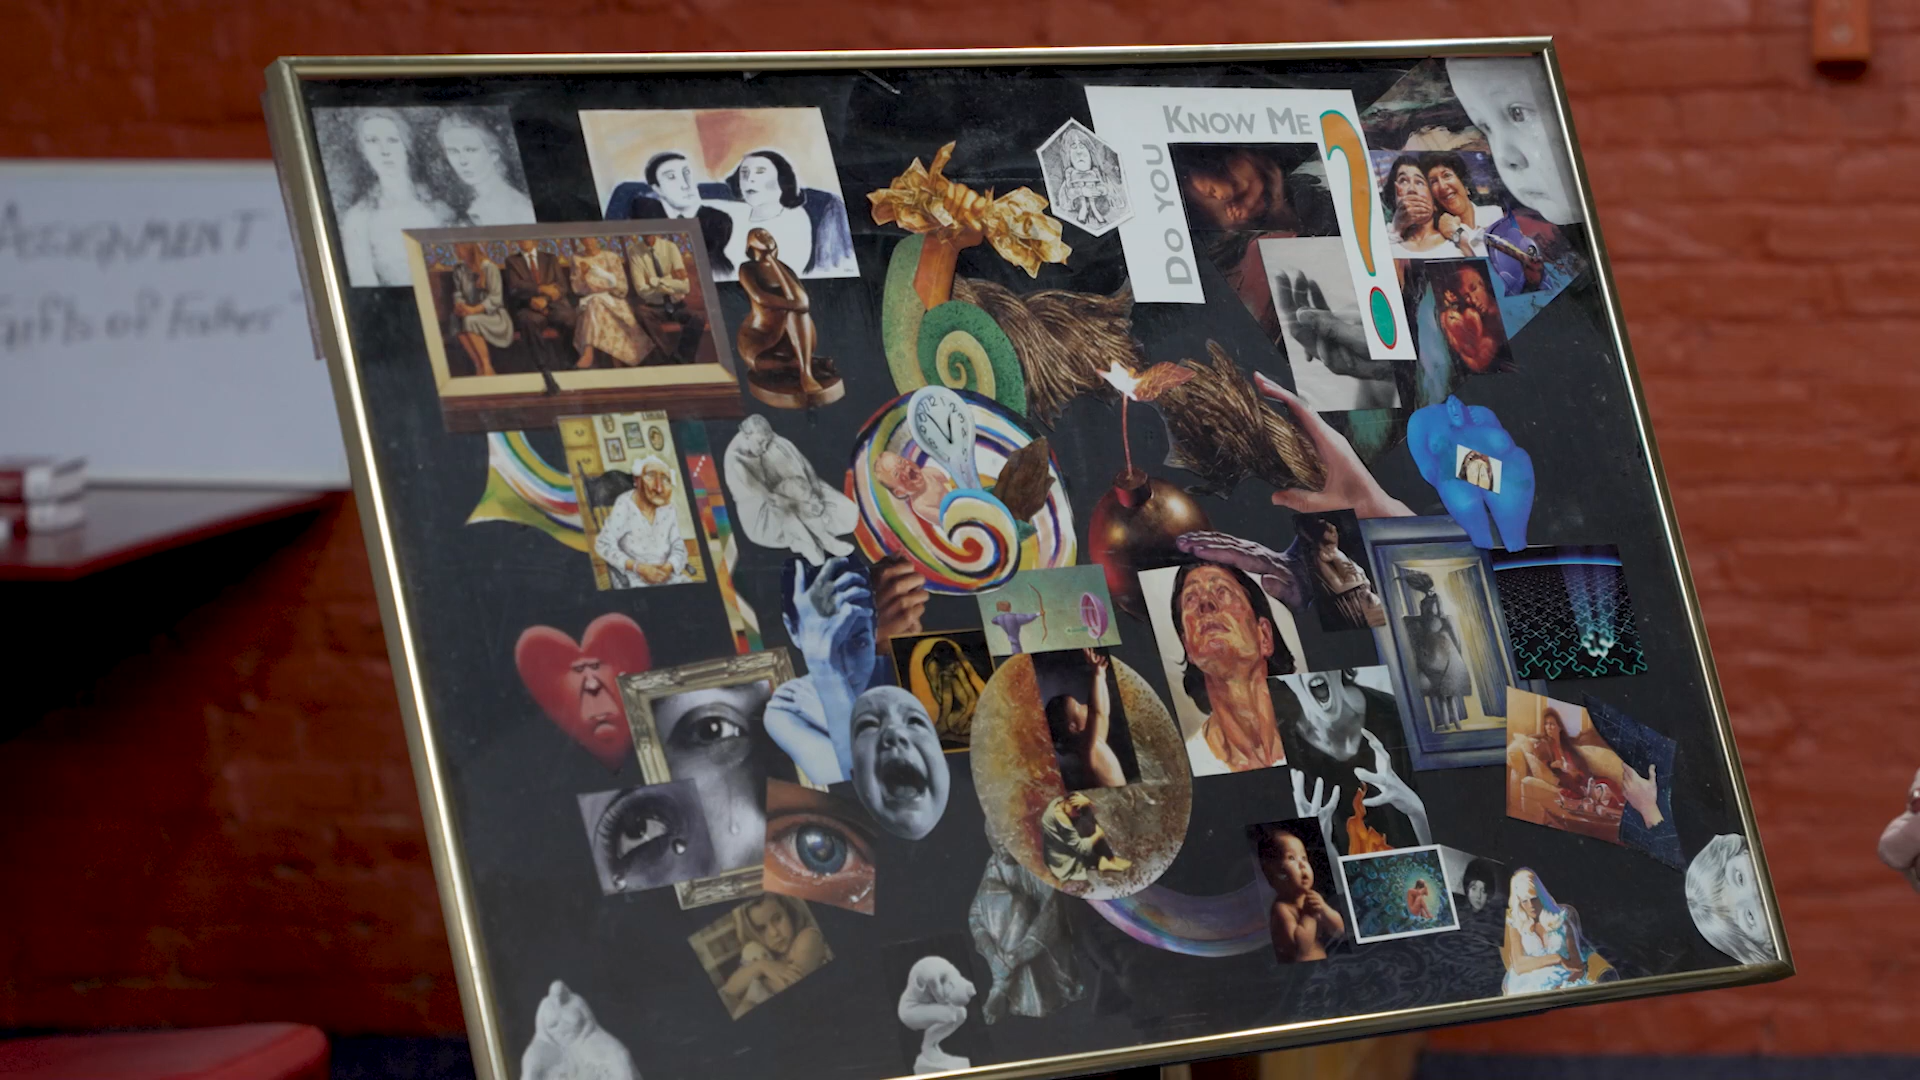 ASSIGNMENT
Gifts of Father
KNOW ME
DO YOU
?